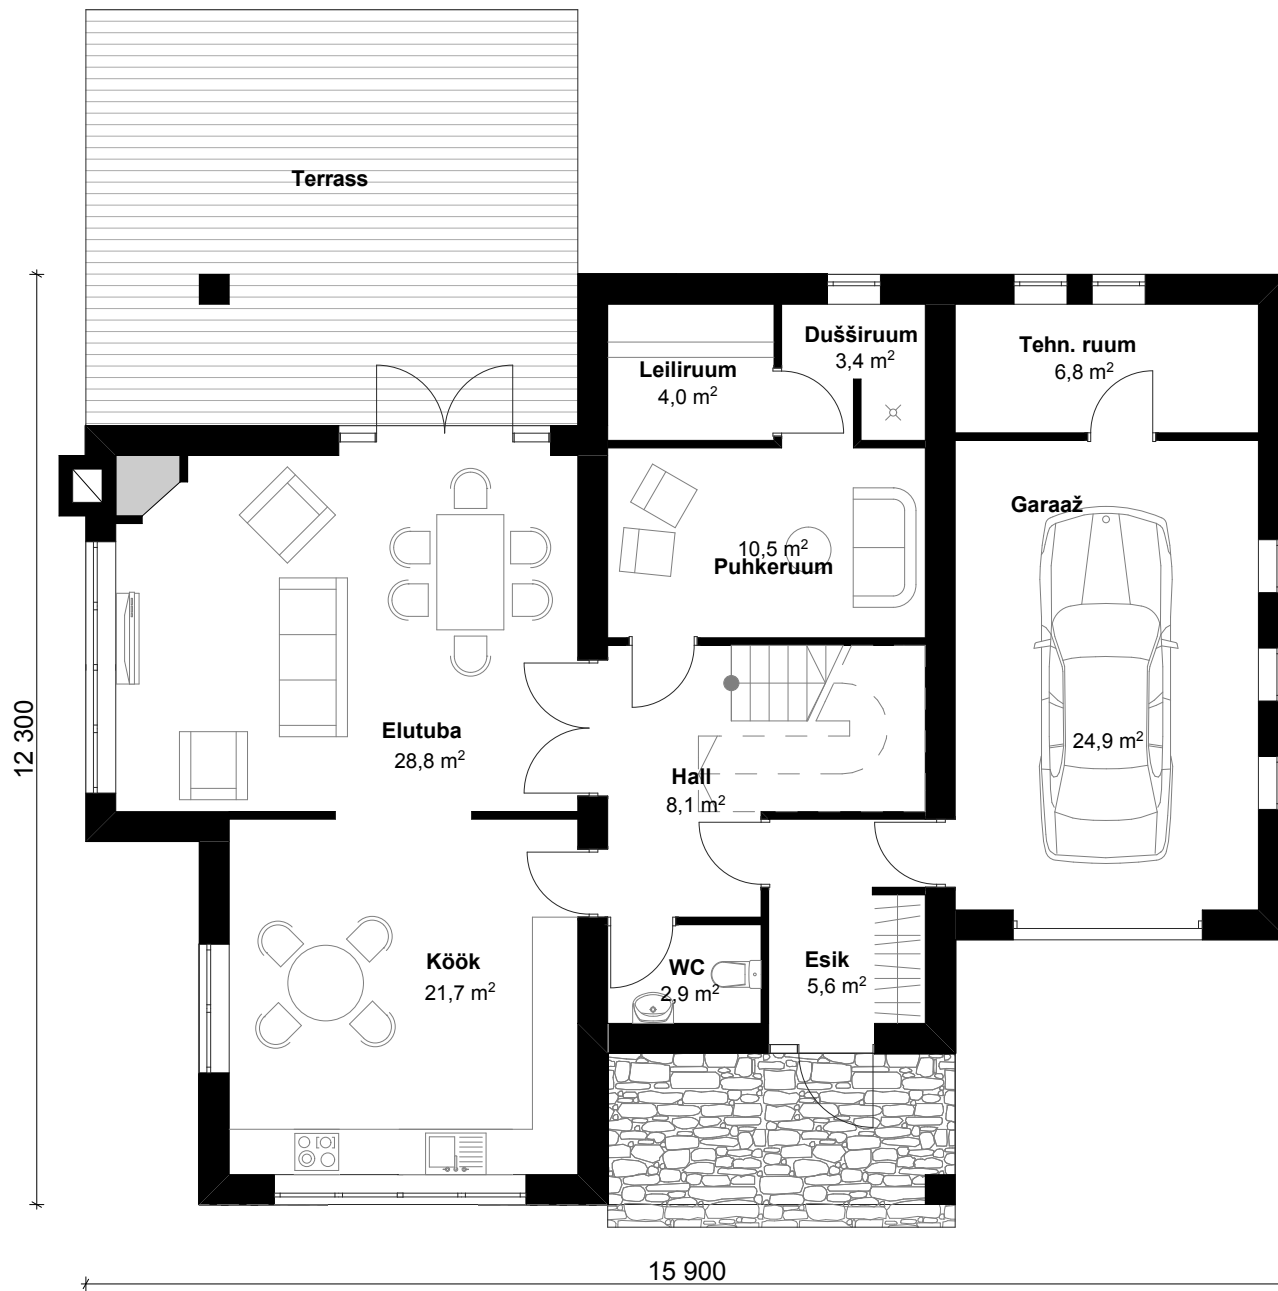 Terrass
Dušširuum
3,4 m²
Tehn. ruum
6,8 m²
Leiliruum
4,0 m²
Garaaž
10,5 m²
Puhkeruum
Elutuba
28,8 m²
24,9 m²
12 300
Hall
8,1 m²
Köök
21,7 m²
WC
2,9 m²
Esik
5,6 m²
15 900